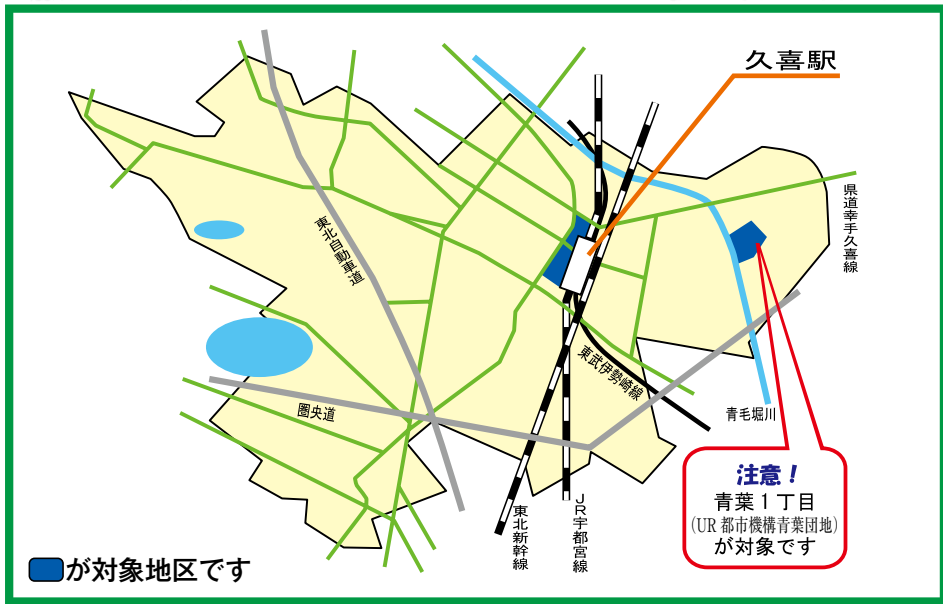 久喜駅
県道幸手久喜線
東北自動車道
東武伊勢崎線
圏央道
青毛堀川
東北新幹線
JR宇都宮線
注意！
青葉１丁目
(UR都市機構青葉団地)
が対象です
が対象地区です